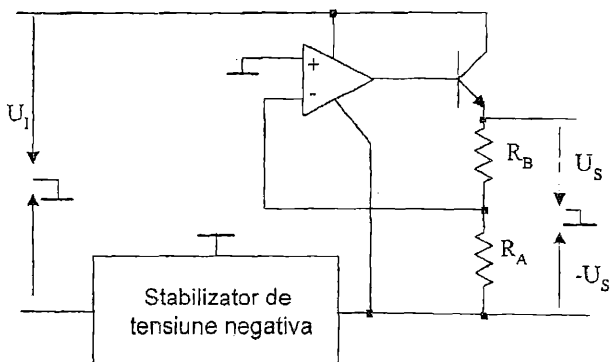 +
-
U_I
R_B
U_S
R_A
-U_S
Stabilizator de
tensiune negativa